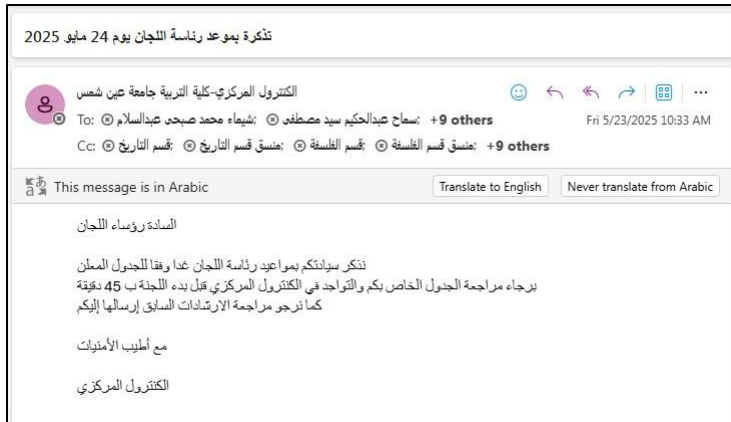 تذكرة بموعد رئاسة اللجان يوم 24 مايو 2025
الكنترول المركزي-كلية التربية جامعة عين شمس
To: سماح عبدالحكيم سيد مصطفى; شيماء محمد صبحى عبدالسلام; +9 others
Fri 5/23/2025 10:33 AM
Cc: منسق قسم الفلسفة; قسم الفلسفة; منسق قسم التاريخ; قسم التاريخ; +9 others
This message is in Arabic
Translate to English
Never translate from Arabic
السادة رؤساء اللجان
نذكر سيادتكم بمواعيد رئاسة اللجان غدا وفقا للجدول المعلن
برجاء مراجعة الجدول الخاص بكم والتواجد في الكنترول المركزي قبل بدء اللجنة ب 45 دقيقة
كما نرجو مراجعة الارشادات السابق إرسالها إليكم
مع أطيب الأمنيات
الكنترول المركزي